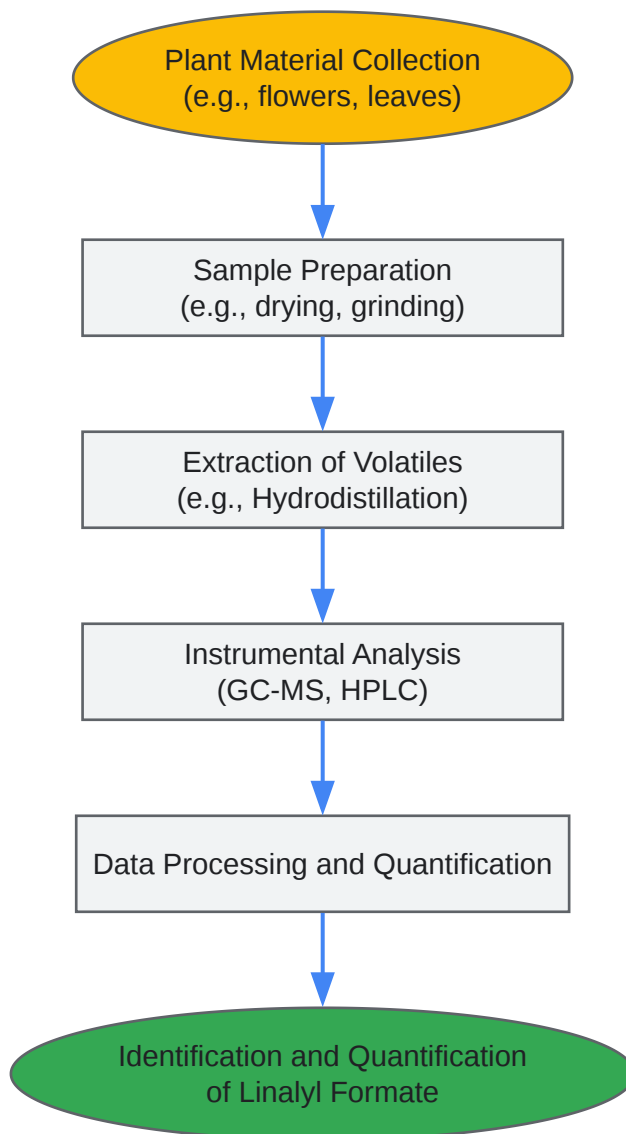 Plant Material Collection
(e.g., flowers, leaves)
Sample Preparation
(e.g., drying, grinding)
Extraction of Volatiles
(e.g., Hydrodistillation)
Instrumental Analysis
(GC-MS, HPLC)
Data Processing and Quantification
Identification and Quantification
of Linalyl Formate